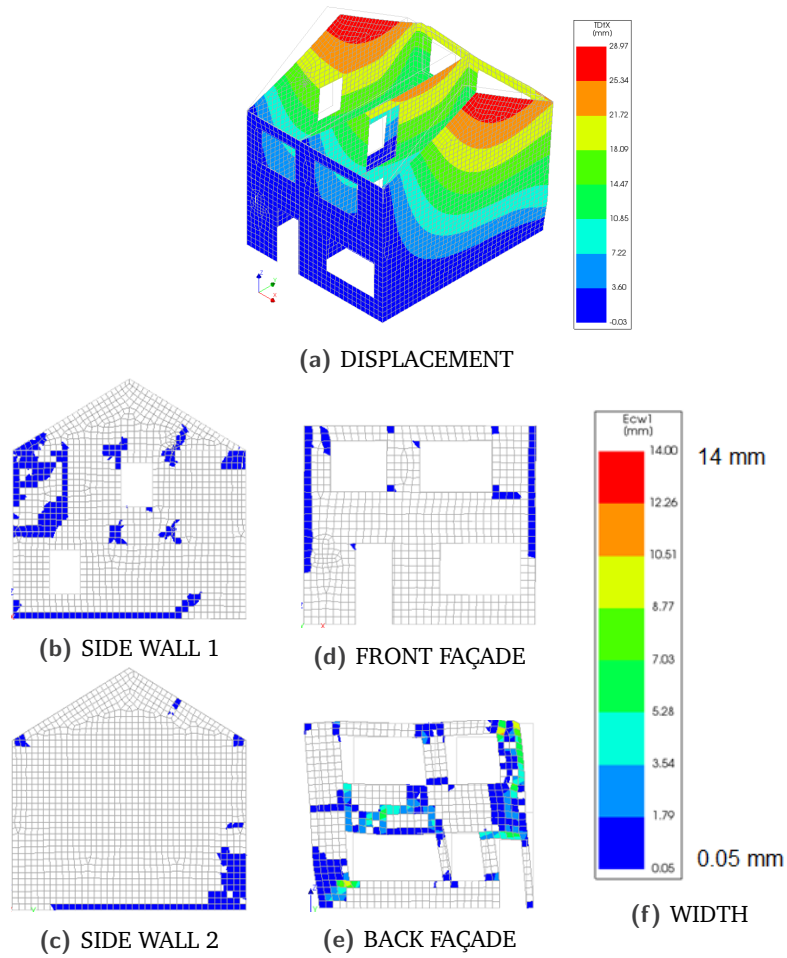 TDtX
(mm)
28.97
25.34
21.72
18.09
14.47
10.85
7.22
3.60
-0.03
Z
Y
X
(a) DISPLACEMENT
(b) SIDE WALL 1
X
(d) FRONT FAÇADE
(c) SIDE WALL 2
(e) BACK FAÇADE
Ecw1
(mm)
14.00
14 mm
12.26
10.51
8.77
7.03
5.28
3.54
1.79
0.05
0.05 mm
(f) WIDTH